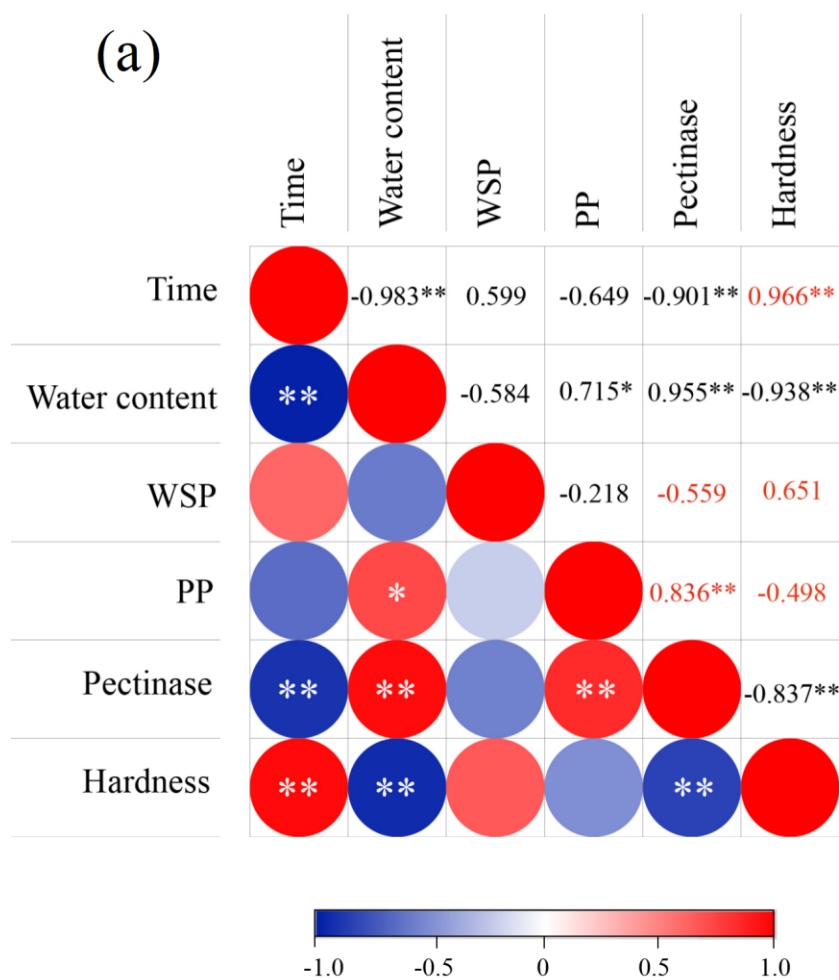 (a)
Time
Water content
WSP
PP
Pectinase
Hardness
Time -0.983** 0.599 -0.649 -0.901** 0.966**
Water content ** -0.584 0.715* 0.955** -0.938**
WSP -0.218 -0.559 0.651
PP * 0.836** -0.498
Pectinase ** ** ** -0.837**
Hardness ** ** **
-1.0 -0.5 0 0.5 1.0